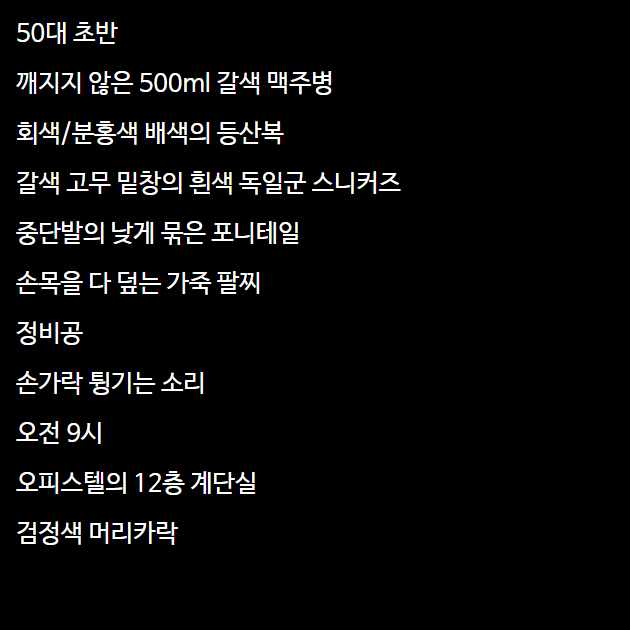 50대 초반
깨지지 않은 500ml 갈색 맥주병
회색/분홍색 배색의 등산복
갈색 고무 밑창의 흰색 독일군 스니커즈
중단발의 낮게 묶은 포니테일
손목을 다 덮는 가죽 팔찌
정비공
손가락 튕기는 소리
오전 9시
오피스텔의 12층 계단실
검정색 머리카락